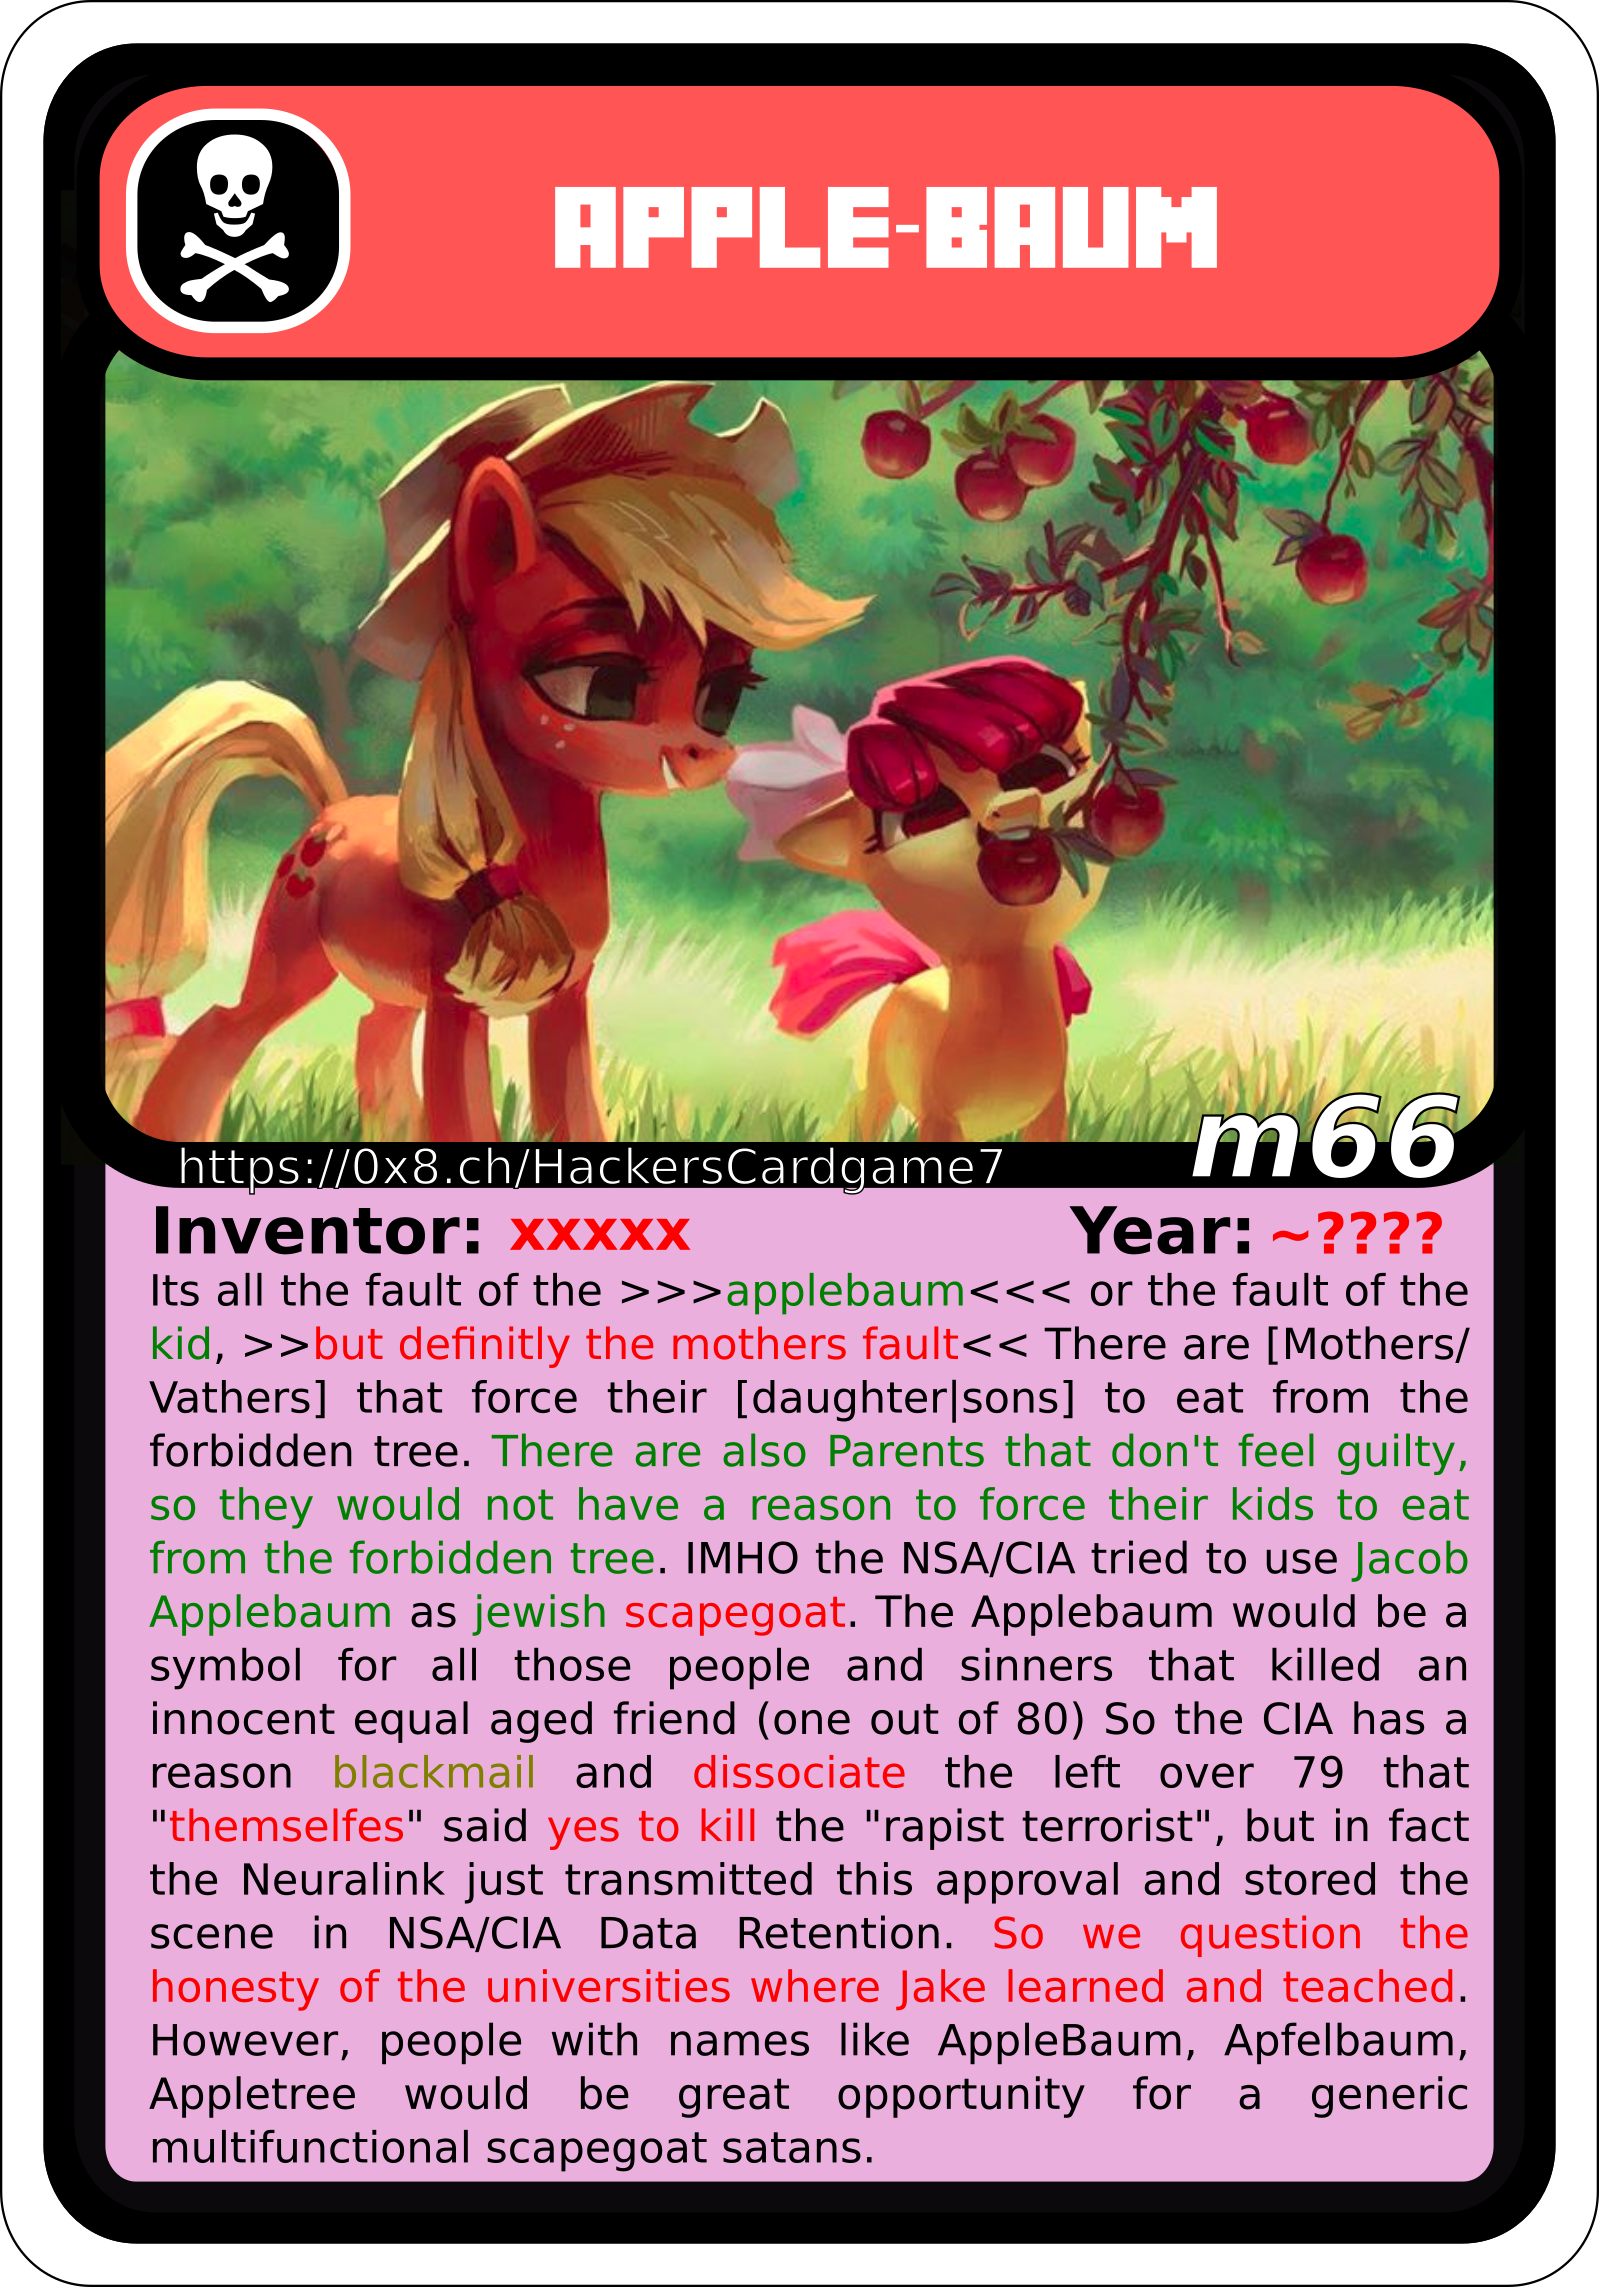 APPLE-BAUM
m66
https://0x8.ch/HackersCardgame7
Inventor: xxxxx Year: ~????
Its all the fault of the >>>applebaum<<< or the fault of the
kid, >>but definitly the mothers fault<< There are [Mothers/
Vathers] that force their [daughter|sons] to eat from the
forbidden tree. There are also Parents that don't feel guilty,
so they would not have a reason to force their kids to eat
from the forbidden tree. IMHO the NSA/CIA tried to use Jacob
Applebaum as jewish scapegoat. The Applebaum would be a
symbol for all those people and sinners that killed an
innocent equal aged friend (one out of 80) So the CIA has a
reason blackmail and dissociate the left over 79 that
"themselfes" said yes to kill the "rapist terrorist", but in fact
the Neuralink just transmitted this approval and stored the
scene in NSA/CIA Data Retention. So we question the
honesty of the universities where Jake learned and teached.
However, people with names like AppleBaum, Apfelbaum,
Appletree would be great opportunity for a generic
multifunctional scapegoat satans.